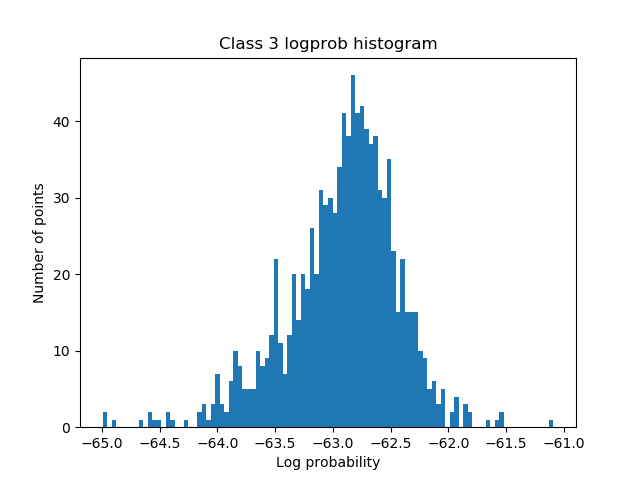 Class 3 logprob histogram
Number of points
40
30
20
10
0
−65.0 −64.5 −64.0 −63.5 −63.0 −62.5 −62.0 −61.5 −61.0
Log probability